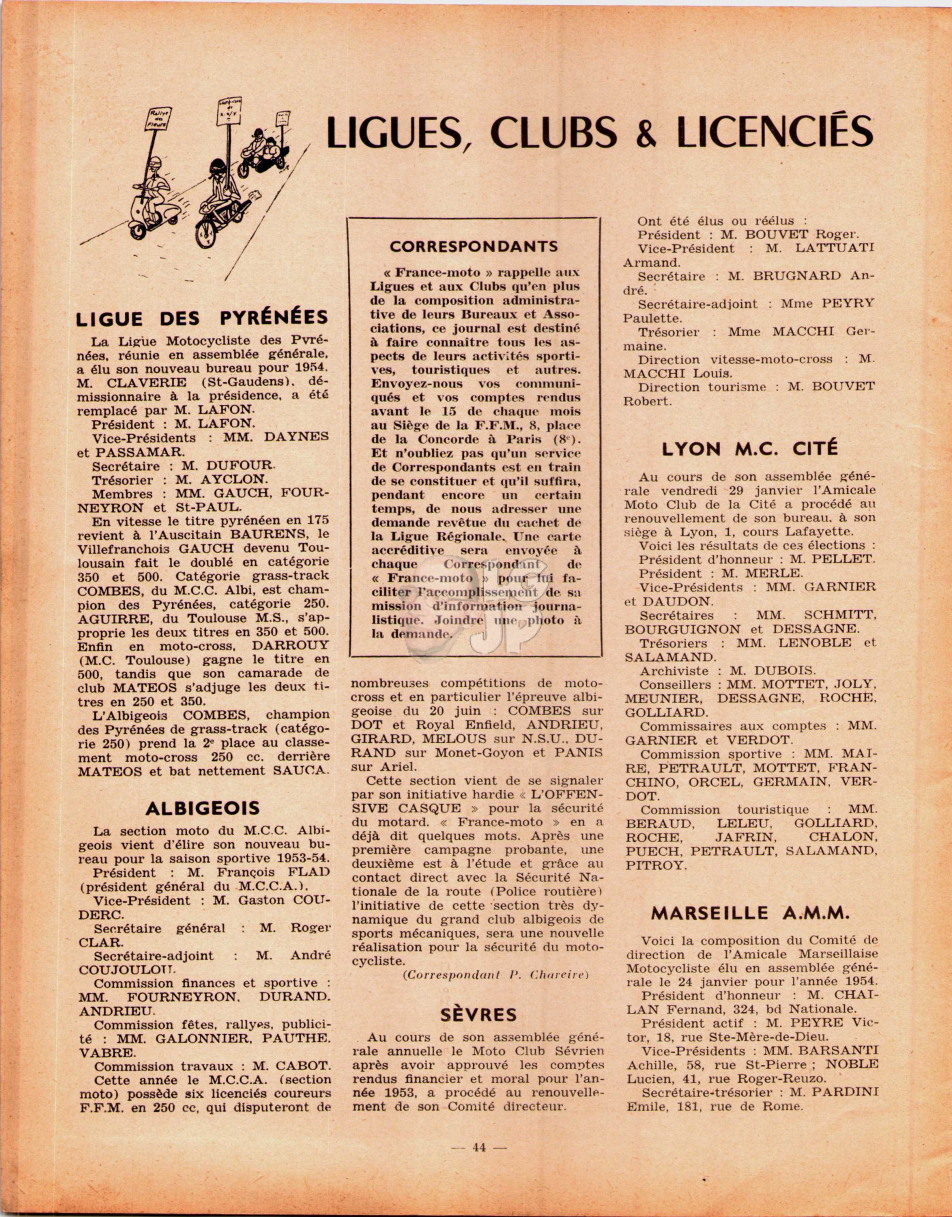 Rallye
des
Fleurs
LIGUES, CLUBS & LICENCIÉS
LIGUE DES PYRÉNÉES
La Ligue Motocycliste des Pyré-
nées, réunie en assemblée générale,
a élu son nouveau bureau pour 1954.
M. CLAVERIE (St-Gaudens), dé-
missionnaire à la présidence, a été
remplacé par M. LAFON.
Président : M. LAFON.
Vice-Présidents : MM. DAYNES
et PASSAMAR.
Secrétaire : M. DUFOUR.
Trésorier : M. AYCLON.
Membres : MM. GAUCH, FOUR-
NEYRON et St-PAUL.
En vitesse le titre pyrénéen en 175
revient à l'Auscitain BAURENS, le
Villefranchois GAUCH devenu Tou-
lousain fait le doublé en catégorie
350 et 500. Catégorie grass-track
COMBES, du M.C.C. Albi, est cham-
pion des Pyrénées, catégorie 250.
AGUIRRE, du Toulouse M.S., s'ap-
proprie les deux titres en 350 et 500.
Enfin en moto-cross, DARROUY
(M.C. Toulouse) gagne le titre en
500, tandis que son camarade de
club MATEOS s'adjuge les deux ti-
tres en 250 et 350.
L'Albigeois COMBES, champion
des Pyrénées de grass-track (catégo-
rie 250) prend la 2e place au classe-
ment moto-cross 250 cc. derrière
MATEOS et bat nettement SAUCA.
ALBIGEOIS
La section moto du M.C.C. Albi-
geois vient d'élire son nouveau bu-
reau pour la saison sportive 1953-54.
Président : M. François FLAD
(président général du M.C.C.A.).
Vice-Président : M. Gaston COU-
DERC.
Secrétaire général : M. Roger
CLAR.
Secrétaire-adjoint : M. André
COUJOULOU.
Commission finances et sportive :
MM. FOURNEYRON, DURAND,
ANDRIEU.
Commission fêtes, rallyes, publici-
té : MM. GALONNIER, PAUTHE,
VABRE.
Commission travaux : M. CABOT.
Cette année le M.C.C.A. (section
moto) possède six licenciés coureurs
F.F.M. en 250 cc, qui disputeront de
CORRESPONDANTS
« France-moto » rappelle aux
Ligues et aux Clubs qu'en plus
de la composition administra-
tive de leurs Bureaux et Asso-
ciations, ce journal est destiné
à faire connaître tous les as-
pects de leurs activités sporti-
ves, touristiques et autres.
Envoyez-nous vos communi-
qués et vos comptes rendus
avant le 15 de chaque mois
au Siège de la F.F.M., 8, place
de la Concorde à Paris (8e).
Et n'oubliez pas qu'un service
de Correspondants est en train
de se constituer et qu'il suffira,
pendant encore un certain
temps, de nous adresser une
demande revêtue du cachet de
la Ligue Régionale. Une carte
accréditive sera envoyée à
chaque Correspondant de
« France-moto » pour lui fa-
ciliter l'accomplissement de sa
mission d'information journa-
listique. Joindre une photo à
la demande.
nombreuses compétitions de moto-
cross et en particulier l'épreuve albi-
geoise du 20 juin : COMBES sur
DOT et Royal Enfield, ANDRIEU,
GIRARD, MELOUS sur N.S.U., DU-
RAND sur Monet-Goyon et PANIS
sur Ariel.
Cette section vient de se signaler
par son initiative hardie « L'OFFEN-
SIVE CASQUE » pour la sécurité
du motard. « France-moto » en a
déjà dit quelques mots. Après une
première campagne probante, une
deuxième est à l'étude et grâce au
contact direct avec la Sécurité Na-
tionale de la route (Police routière)
l'initiative de cette section très dy-
namique du grand club albigeois de
sports mécaniques, sera une nouvelle
réalisation pour la sécurité du moto-
cycliste.
(Correspondant P. Chareire)
SÈVRES
Au cours de son assemblée géné-
rale annuelle le Moto Club Sévrien
après avoir approuvé les comptes
rendus financier et moral pour l'an-
née 1953, a procédé au renouvelle-
ment de son Comité directeur.
Ont été élus ou réélus :
Président : M. BOUVET Roger.
Vice-Président : M. LATTUATI
Armand.
Secrétaire : M. BRUGNARD An-
dré.
Secrétaire-adjoint : Mme PEYRY
Paulette.
Trésorier : Mme MACCHI Ger-
maine.
Direction vitesse-moto-cross : M.
MACCHI Louis.
Direction tourisme : M. BOUVET
Robert.
LYON M.C. CITÉ
Au cours de son assemblée géné-
rale vendredi 29 janvier l'Amicale
Moto Club de la Cité a procédé au
renouvellement de son bureau, à son
siège à Lyon, 1, cours Lafayette.
Voici les résultats de ces élections :
Président d'honneur : M. PELLET.
Président : M. MERLE.
Vice-Présidents : MM. GARNIER
et DAUDON.
Secrétaires : MM. SCHMITT,
BOURGUIGNON et DESSAGNE.
Trésoriers : MM. LENOBLE et
SALAMAND.
Archiviste : M. DUBOIS.
Conseillers : MM. MOTTET, JOLY,
MEUNIER, DESSAGNE, ROCHE,
GOLLIARD.
Commissaires aux comptes : MM.
GARNIER et VERDOT.
Commission sportive : MM. MAI-
RE, PETRAULT, MOTTET, FRAN-
CHINO, ORCEL, GERMAIN, VER-
DOT.
Commission touristique : MM.
BERAUD, LELEU, GOLLIARD,
ROCHE, JAFRIN, CHALON,
PUECH, PETRAULT, SALAMAND,
PITROY.
MARSEILLE A.M.M.
Voici la composition du Comité de
direction de l'Amicale Marseillaise
Motocycliste élu en assemblée géné-
rale le 24 janvier pour l'année 1954.
Président d'honneur : M. CHAI-
LAN Fernand, 324, bd Nationale.
Président actif : M. PEYRE Vic-
tor, 18, rue Ste-Mère-de-Dieu.
Vice-Présidents : MM. BARSANTI
Achille, 58, rue St-Pierre ; NOBLE
Lucien, 41, rue Roger-Reuzo.
Secrétaire-trésorier : M. PARDINI
Emile, 181, rue de Rome.
— 44 —